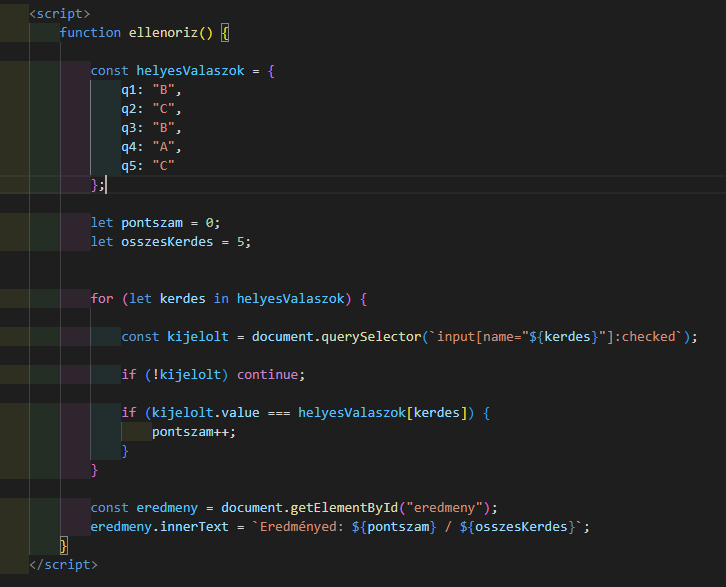 <script>
function ellenoriz() {
const helyesValaszok = {
q1: "B",
q2: "C",
q3: "B",
q4: "A",
q5: "C"
};
let pontszam = 0;
let osszesKerdes = 5;
for (let kerdes in helyesValaszok) {
const kijelolt = document.querySelector(`input[name="${kerdes}"]:checked`);
if (!kijelolt) continue;
if (kijelolt.value === helyesValaszok[kerdes]) {
pontszam++;
}
}
const eredmeny = document.getElementById("eredmeny");
eredmeny.innerText = `Eredményed: ${pontszam} / ${osszesKerdes}`;
}
</script>